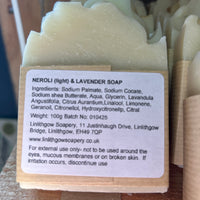 NEROLI (light) & LAVENDER SOAP
Ingredients: Sodium Palmate, Sodium Cocate,
Sodium shea Butterate, Aqua, Glycerin, Lavandula
Angustifolia, Citrus Aurantium,Linalool, Limonene,
Geraniol, Citronellol, Hydroxycitronellp, Citral
Weight: 100g Batch No: 010425
Linlithgow Soapery, 11 Justinhaugh Drive, Linlithgow
Bridge, Linlithgow, EH49 7QP
www.linlithgowsoapery.co.uk
For external use only- not to be used around the
eyes, mucous membranes or on broken skin. If
irritation occurs, discontinue use